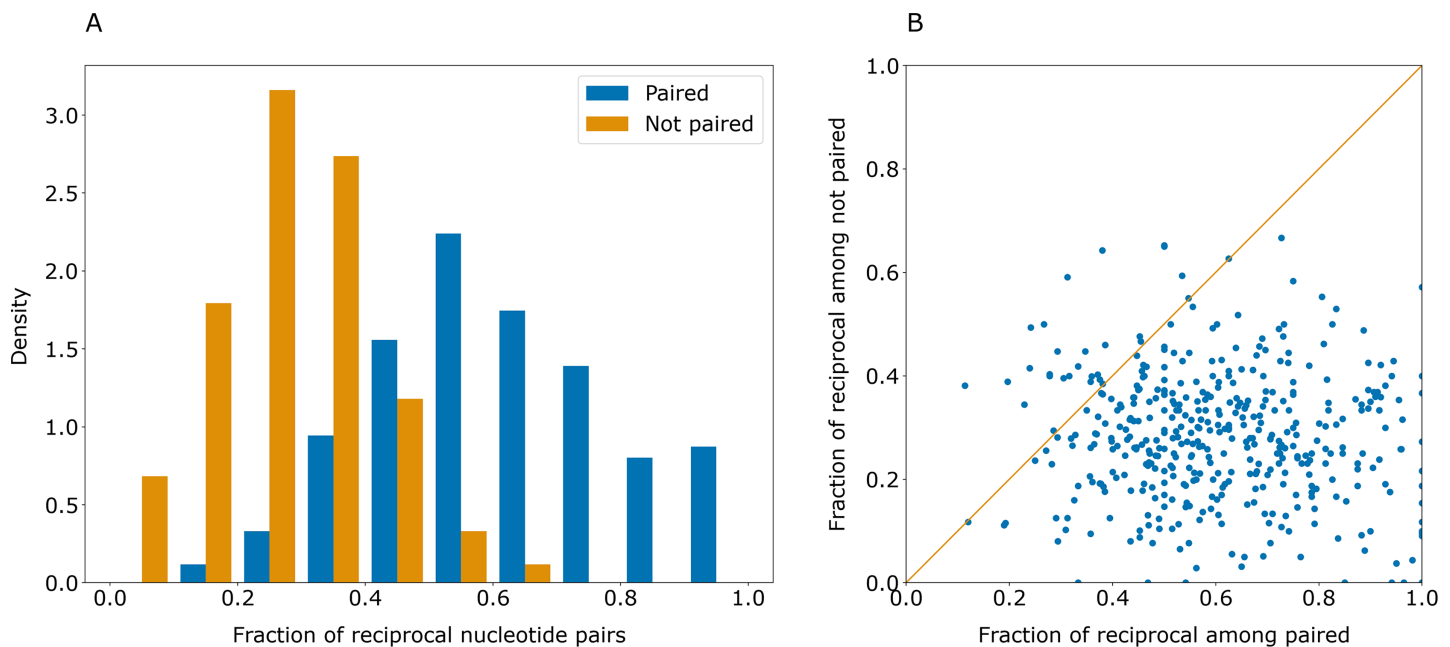 A
B
Paired
Not paired
Density
3.0
2.5
2.0
1.5
1.0
0.5
0.0
0.0 0.2 0.4 0.6 0.8 1.0
Fraction of reciprocal nucleotide pairs
Fraction of reciprocal among not paired
1.0
0.8
0.6
0.4
0.2
0.0
0.0 0.2 0.4 0.6 0.8 1.0
Fraction of reciprocal among paired